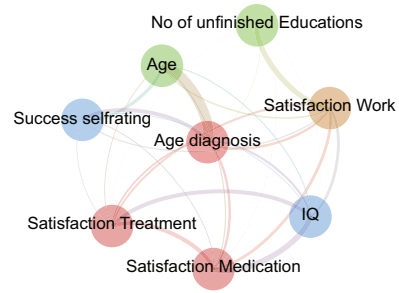 No of unfinished Educations
Age
Satisfaction Work
Success selfrating
Age diagnosis
IQ
Satisfaction Treatment
Satisfaction Medication